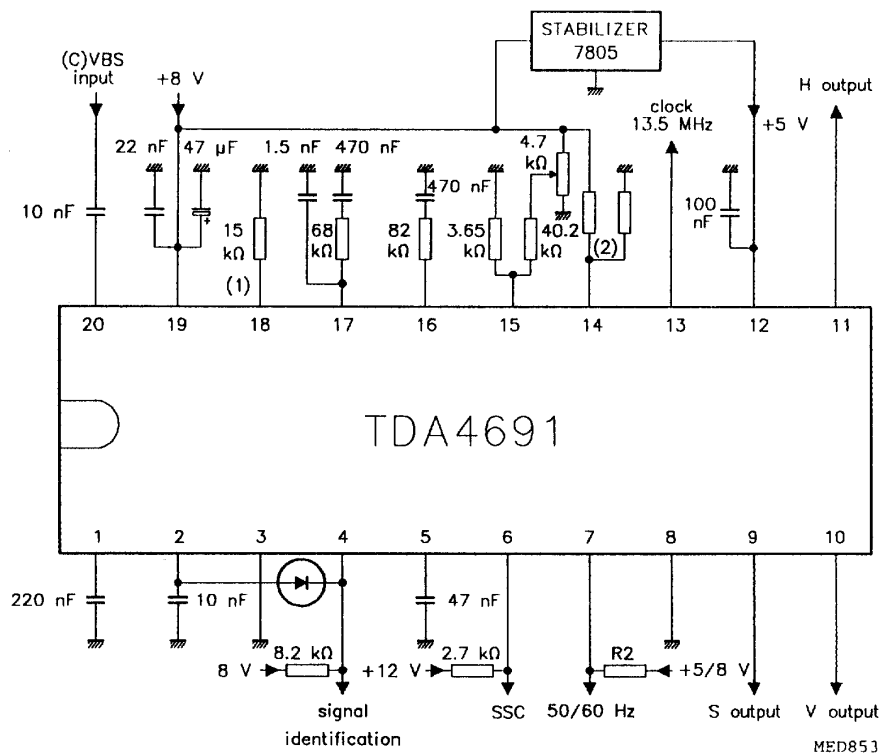 STABILIZER
7805
(C)VBS
input
+8 V
H output
clock
13.5 MHz
+5 V
22 nF
47 µF
1.5 nF
470 nF
4.7
kΩ
470 nF
10 nF
15
kΩ
68
kΩ
82
kΩ
3.65
kΩ
40.2
kΩ
(2)
100
nF
(1)
20
19
18
17
16
15
14
13
12
11
TDA4691
1
2
3
4
5
6
7
8
9
10
220 nF
10 nF
47 nF
8.2 kΩ
2.7 kΩ
R2
8 V
+12 V
+5/8 V
signal
identification
SSC
50/60 Hz
S output
V output
MED853